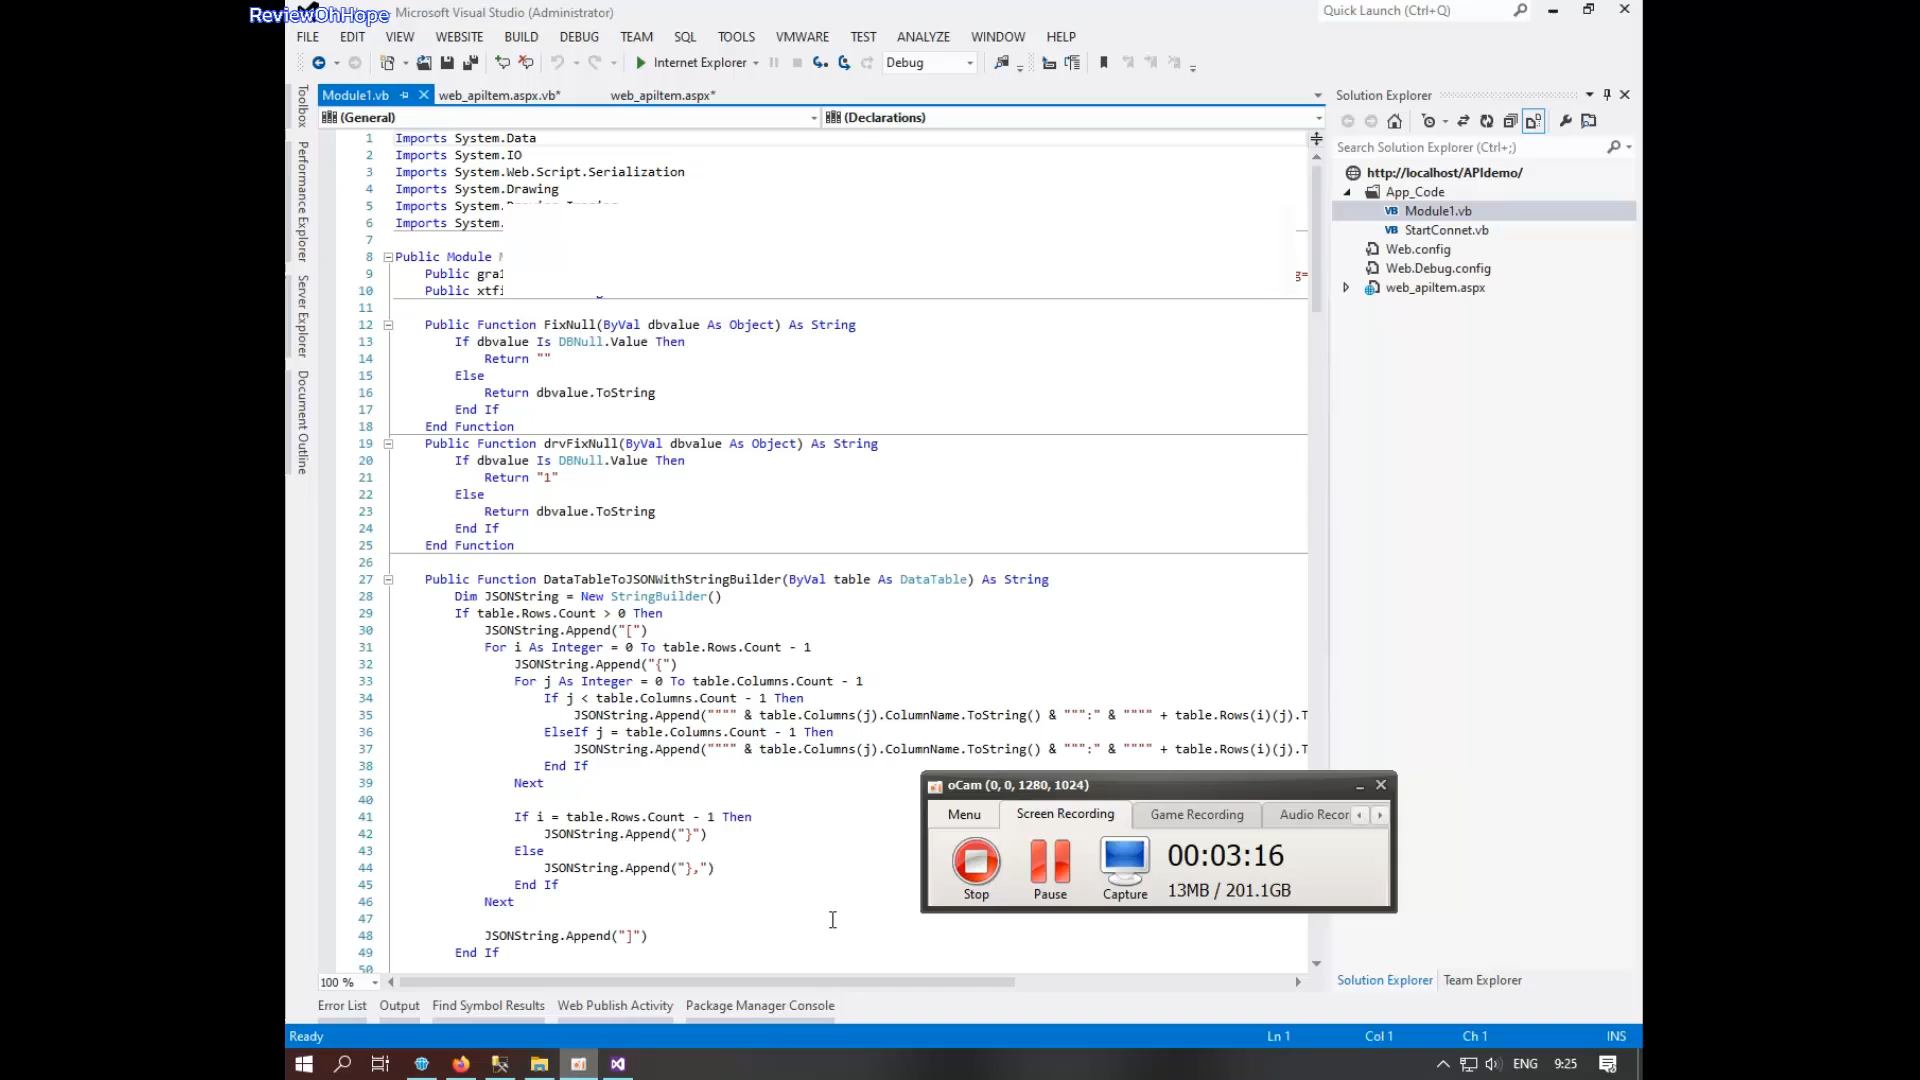 ReviewOhHope
Microsoft Visual Studio (Administrator)
Quick Launch (Ctrl+Q)
FILE EDIT VIEW WEBSITE BUILD DEBUG TEAM SQL TOOLS VMWARE TEST ANALYZE WINDOW HELP
Internet Explorer Debug
Toolbox
Performance Explorer
Server Explorer
Document Outline
Module1.vb web_apiItem.aspx.vb* web_apiItem.aspx*
(General) (Declarations)
1 Imports System.Data
2 Imports System.IO
3 Imports System.Web.Script.Serialization
4 Imports System.Drawing
5 Imports System.
6 Imports System.
7
8 Public Module
9 Public gra g=
10 Public xtfi
11
12 Public Function FixNull(ByVal dbvalue As Object) As String
13 If dbvalue Is DBNull.Value Then
14 Return ""
15 Else
16 Return dbvalue.ToString
17 End If
18 End Function
19 Public Function drvFixNull(ByVal dbvalue As Object) As String
20 If dbvalue Is DBNull.Value Then
21 Return "1"
22 Else
23 Return dbvalue.ToString
24 End If
25 End Function
26
27 Public Function DataTableToJSONWithStringBuilder(ByVal table As DataTable) As String
28 Dim JSONString = New StringBuilder()
29 If table.Rows.Count > 0 Then
30 JSONString.Append("[")
31 For i As Integer = 0 To table.Rows.Count - 1
32 JSONString.Append("{")
33 For j As Integer = 0 To table.Columns.Count - 1
34 If j < table.Columns.Count - 1 Then
35 JSONString.Append("""" & table.Columns(j).ColumnName.ToString() & """:" & """" + table.Rows(i)(j).T
36 ElseIf j = table.Columns.Count - 1 Then
37 JSONString.Append("""" & table.Columns(j).ColumnName.ToString() & """:" & """" + table.Rows(i)(j).T
38 End If
39 Next
40
41 If i = table.Rows.Count - 1 Then
42 JSONString.Append("}")
43 Else
44 JSONString.Append("},")
45 End If
46 Next
47
48 JSONString.Append("]")
49 End If
50
100 %
Solution Explorer
Search Solution Explorer (Ctrl+;)
http://localhost/APIdemo/
App_Code
VB Module1.vb
VB StartConnet.vb
Web.config
Web.Debug.config
web_apiItem.aspx
oCam (0, 0, 1280, 1024)
Menu Screen Recording Game Recording Audio Recor
Stop Pause Capture
00:03:16
13MB / 201.1GB
Solution Explorer Team Explorer
Error List Output Find Symbol Results Web Publish Activity Package Manager Console
Ready Ln 1 Col 1 Ch 1 INS
ENG 9:25